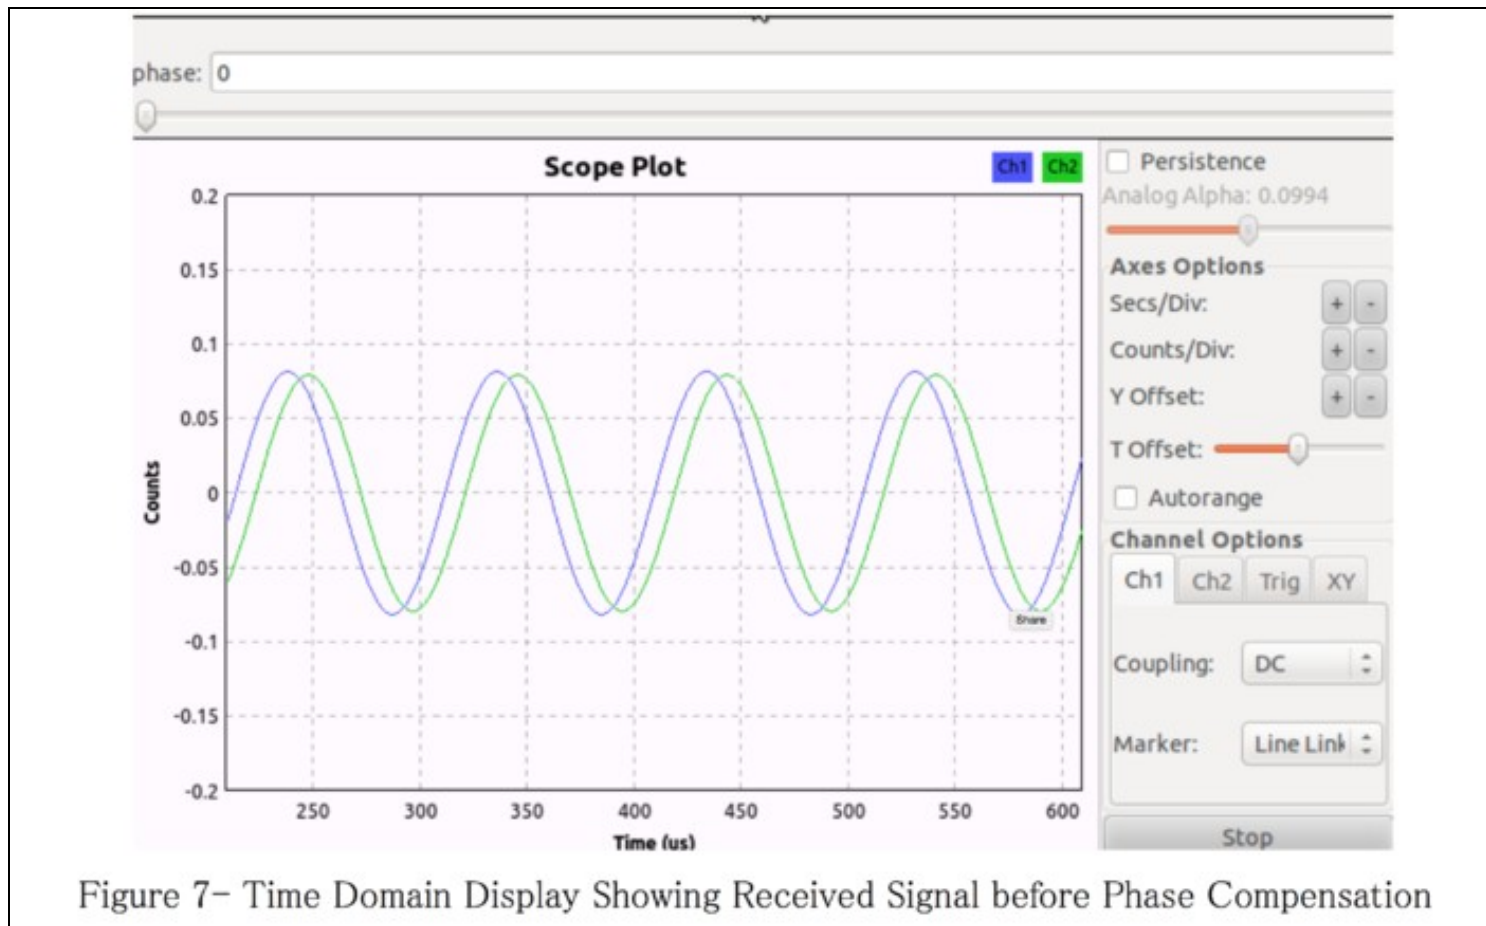 phase: 0
Scope Plot
Ch1 Ch2
0.2
0.15
0.1
0.05
0
-0.05
-0.1
-0.15
-0.2
Counts
250 300 350 400 450 500 550 600
Time (us)
Share
Persistence
Analog Alpha: 0.0994
Axes Options
Secs/Div: + -
Counts/Div: + -
Y Offset: + -
T Offset:
Autorange
Channel Options
Ch1 Ch2 Trig XY
Coupling: DC
Marker: Line Link
Stop
Figure 7- Time Domain Display Showing Received Signal before Phase Compensation